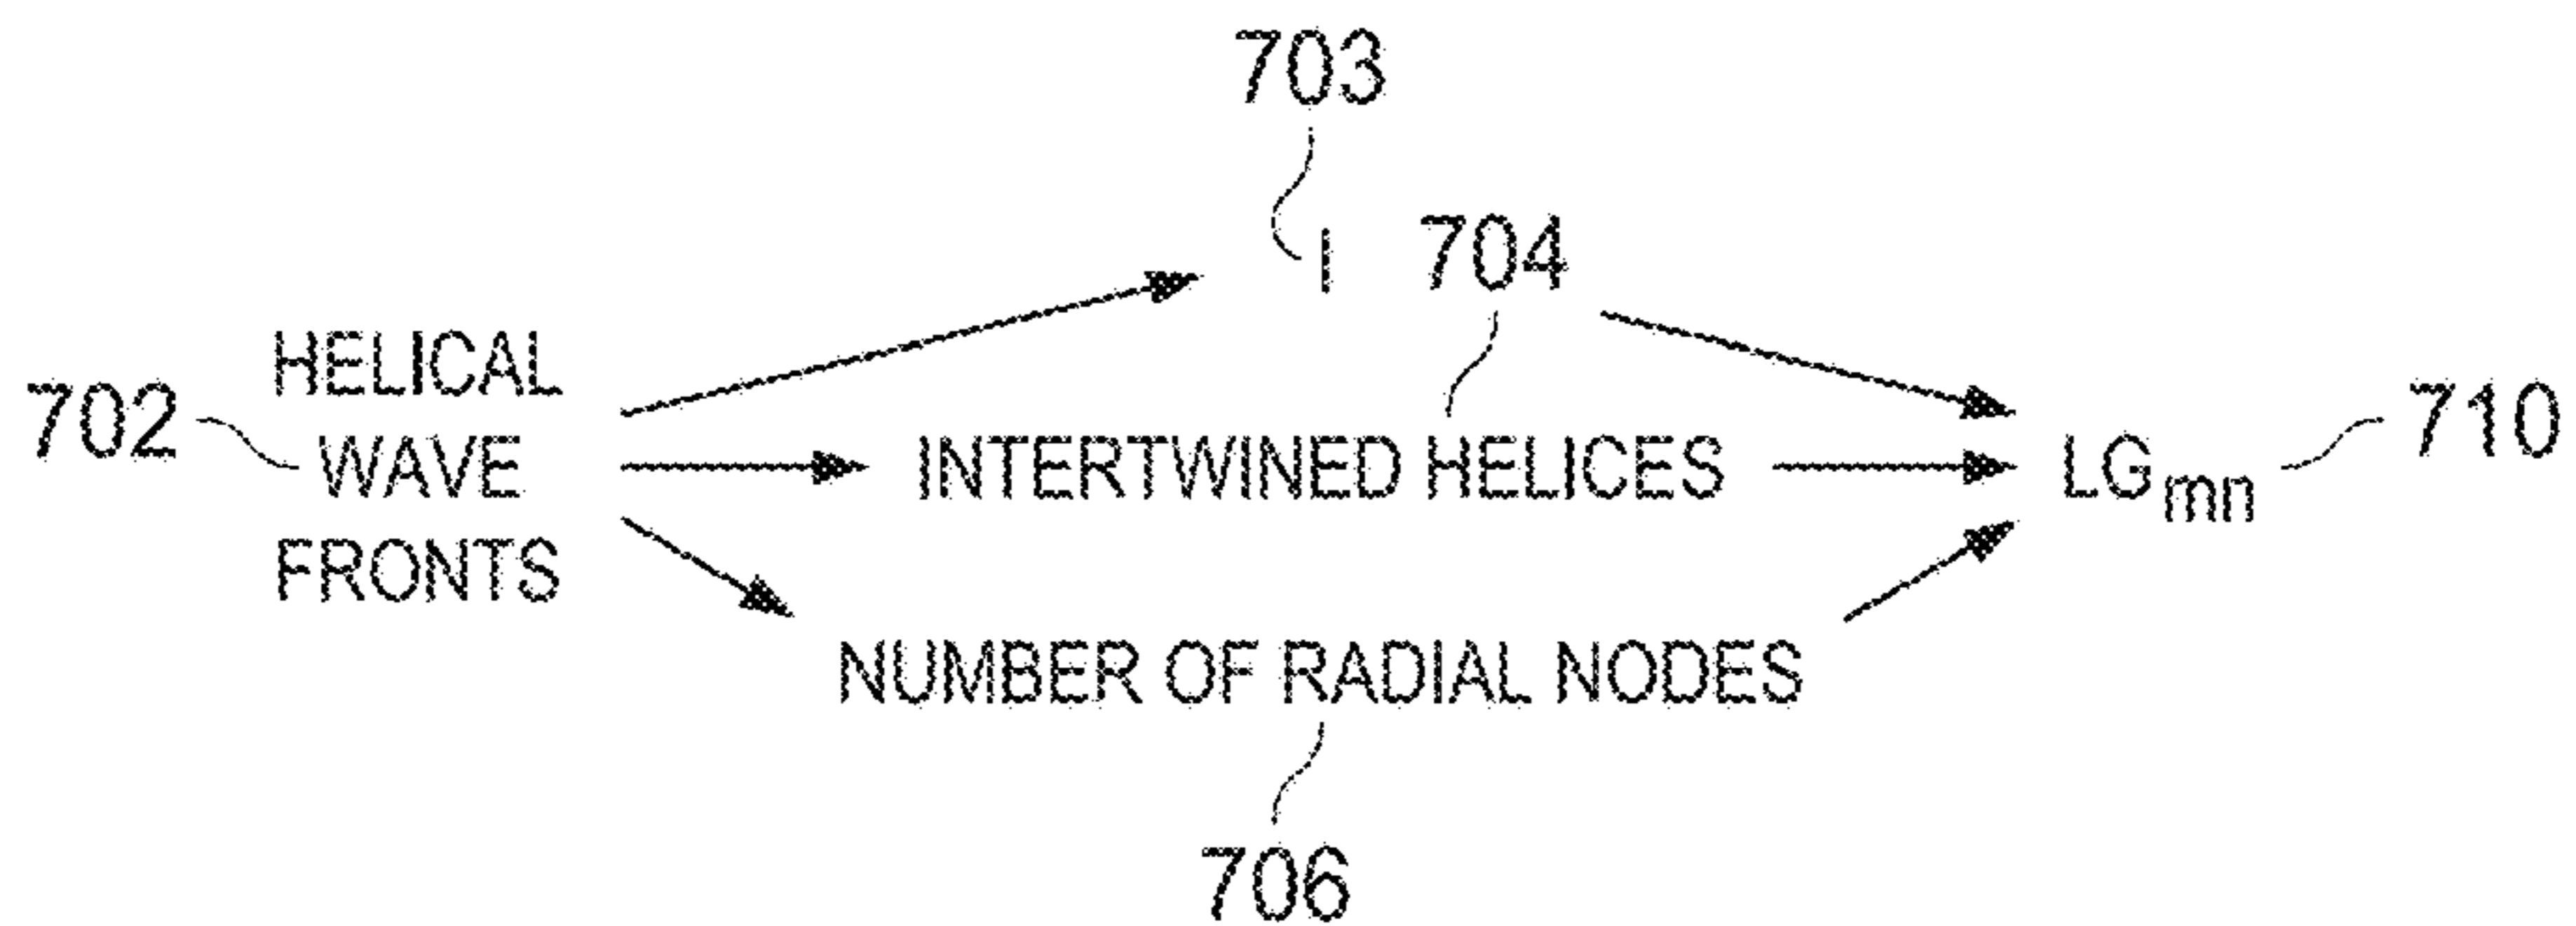 703
l 704
HELICAL
702 WAVE INTERTWINED HELICES LGmn 710
FRONTS
NUMBER OF RADIAL NODES
706